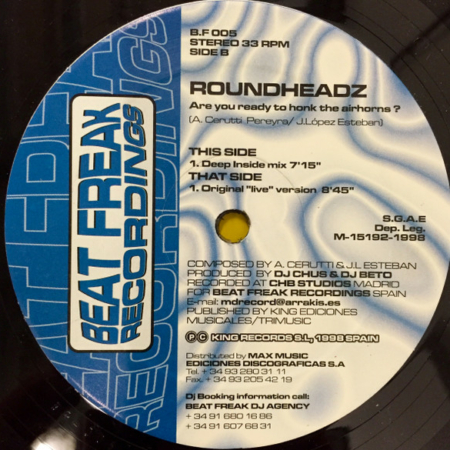 B.F 005
STEREO 33 RPM
SIDE B
ROUNDHEADZ
Are you ready to honk the airhorns ?
(A. Cerutti Pereyra/ J.López Esteban)
THIS SIDE
1. Deep Inside mix 7'15"
THAT SIDE
1. Original "live" version 8'45"
S.G.A.E
Dep. Leg.
M-15192-1998
COMPOSED BY A. CERUTTI & J.L ESTEBAN
PRODUCED BY DJ CHUS & DJ BETO
RECORDED AT CHB STUDIOS MADRID
FOR BEAT FREAK RECORDINGS SPAIN
E-mail: mdrecord@arrakis.es
PUBLISHED BY KING EDICIONES
MUSICALES/TRIMUSIC
P C KING RECORDS S.L, 1998 SPAIN
Distributed by MAX MUSIC
EDICIONES DISCOGRAFICAS S.A
Tel. + 34 93 280 31 11
Fax. + 34 93 205 42 19
Dj Booking information call:
BEAT FREAK DJ AGENCY
+ 34 91 680 16 86
+ 34 91 607 68 31
BEAT FREAK
RECORDINGS
RECORDINGS